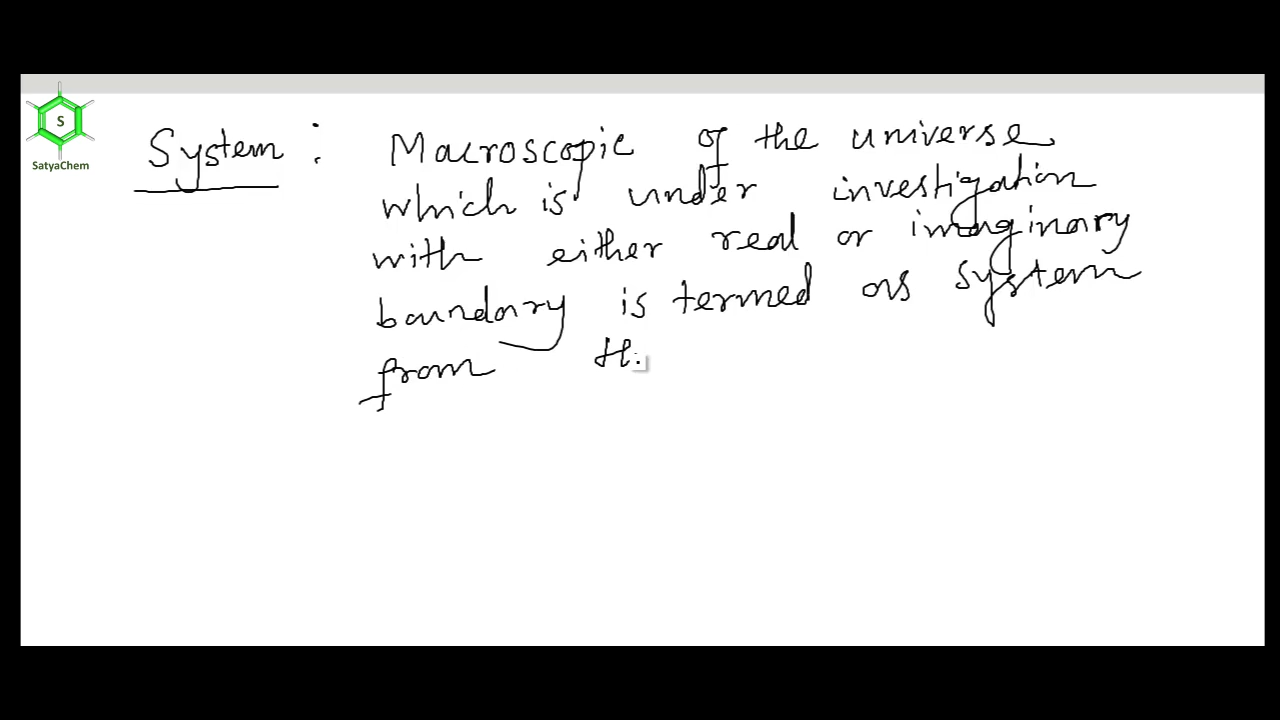 S
SatyaChem
System : Macroscopic of the universe
which is under investigation
with either real or imaginary
boundary is termed as system
from th